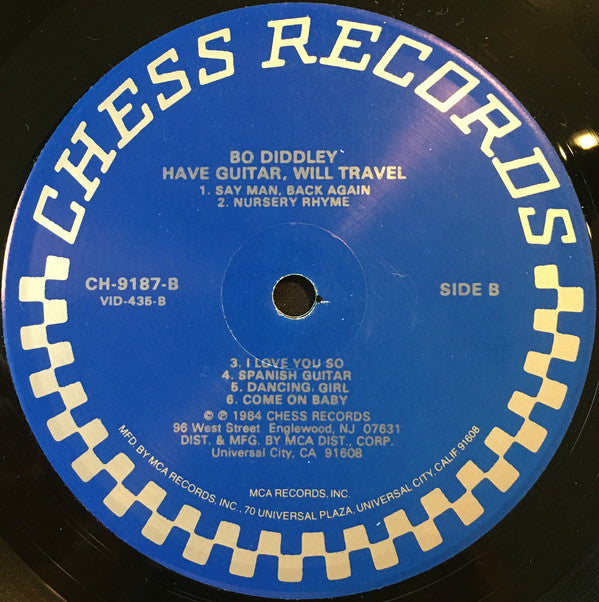 CHESS RECORDS
BO DIDDLEY
HAVE GUITAR, WILL TRAVEL
1. SAY MAN, BACK AGAIN
2. NURSERY RHYME
CH-9187-B
VID-435-B
SIDE B
3. I LOVE YOU SO
4. SPANISH GUITAR
5. DANCING GIRL
6. COME ON BABY
© ℗ 1984 CHESS RECORDS
96 West Street Englewood, NJ 07631
DIST. & MFG. BY MCA DIST., CORP.
Universal City, CA 91608
MCA RECORDS, INC.
MFD. BY MCA RECORDS, INC., 70 UNIVERSAL PLAZA, UNIVERSAL CITY, CALIF. 91608